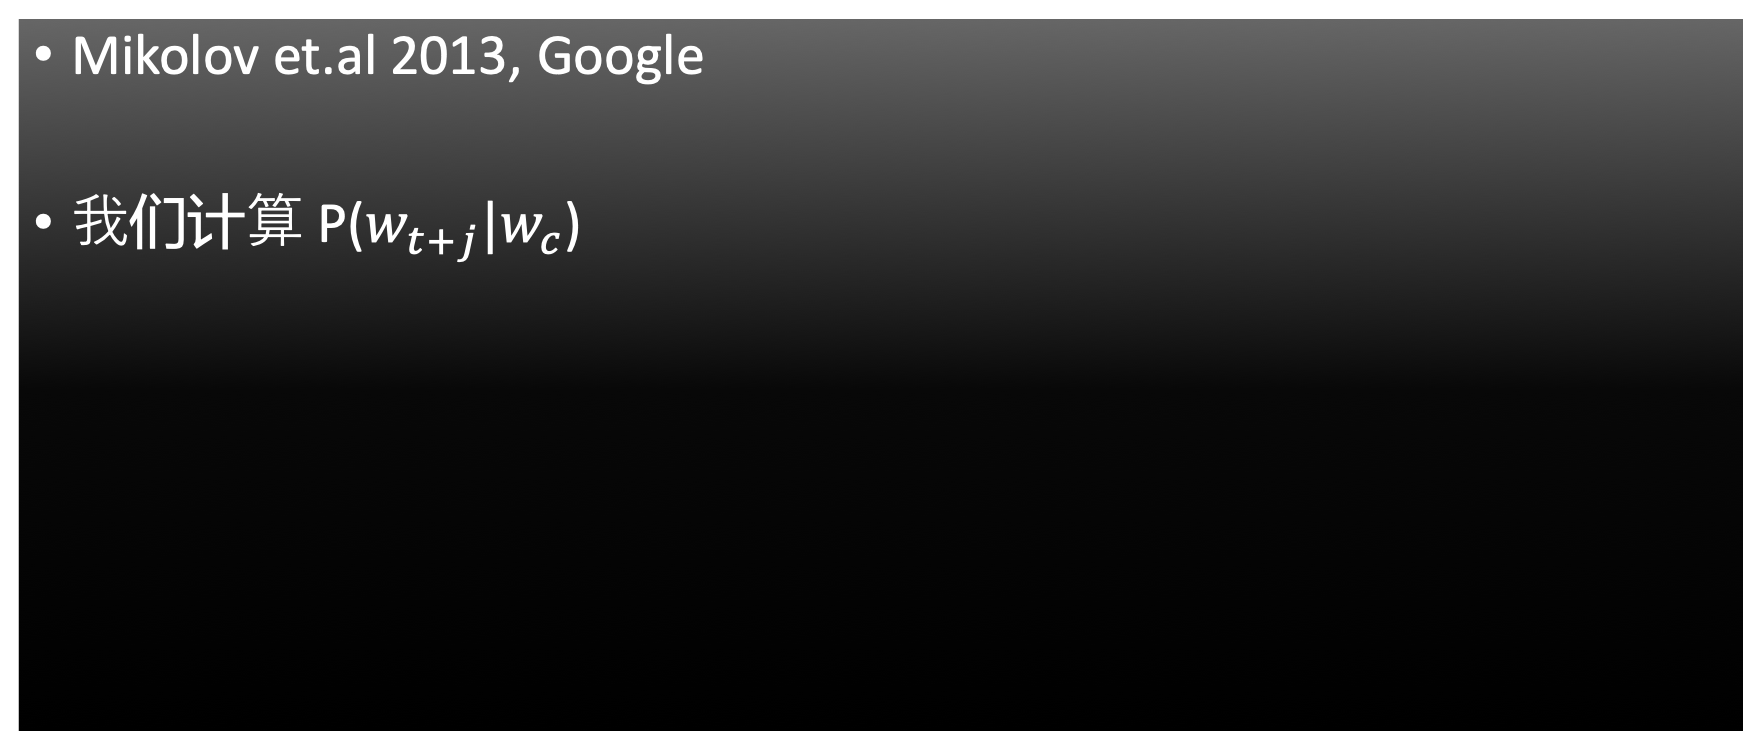 • Mikolov et.al 2013, Google
• 我们计算 P($w_{t+j}|w_c$)